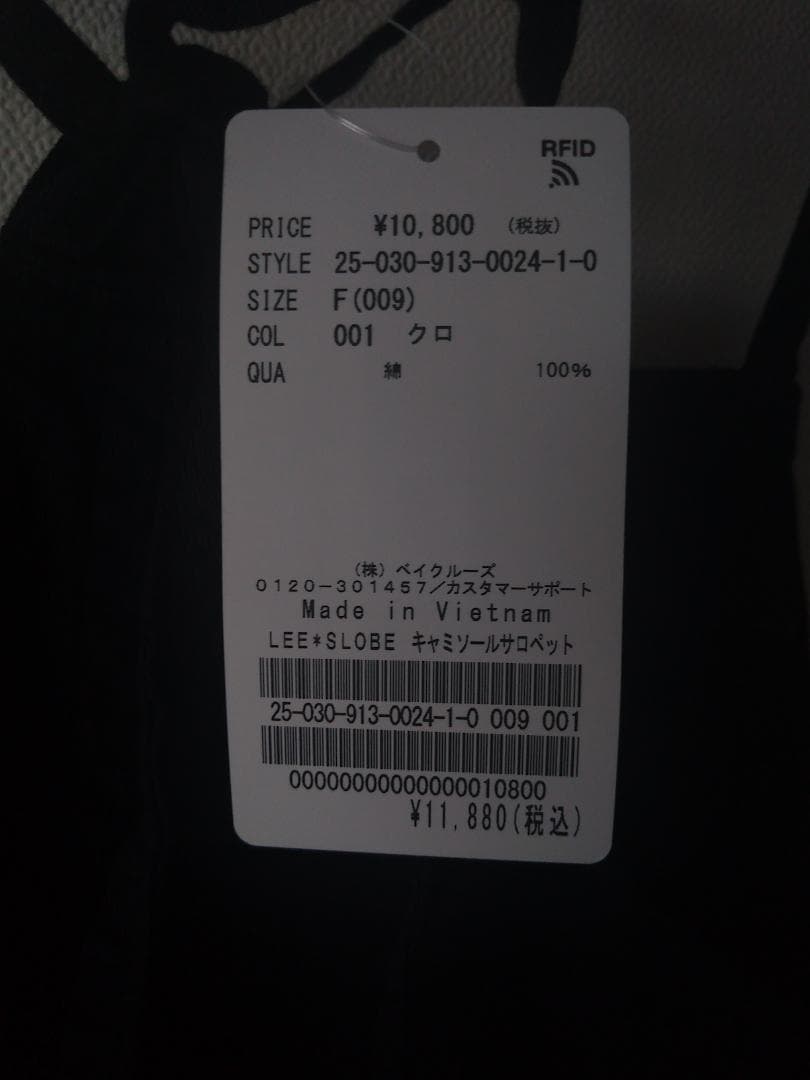 RFID
PRICE ¥10,800 (税抜)
STYLE 25-030-913-0024-1-0
SIZE F(009)
COL 001 クロ
QUA 綿 100%
(株) ベイクルーズ
0120-301457/カスタマーサポート
Made in Vietnam
LEE*SLOBE キャミソールサロペット
25-030-913-0024-1-0 009 001
00000000000000010800
¥11,880(税込)